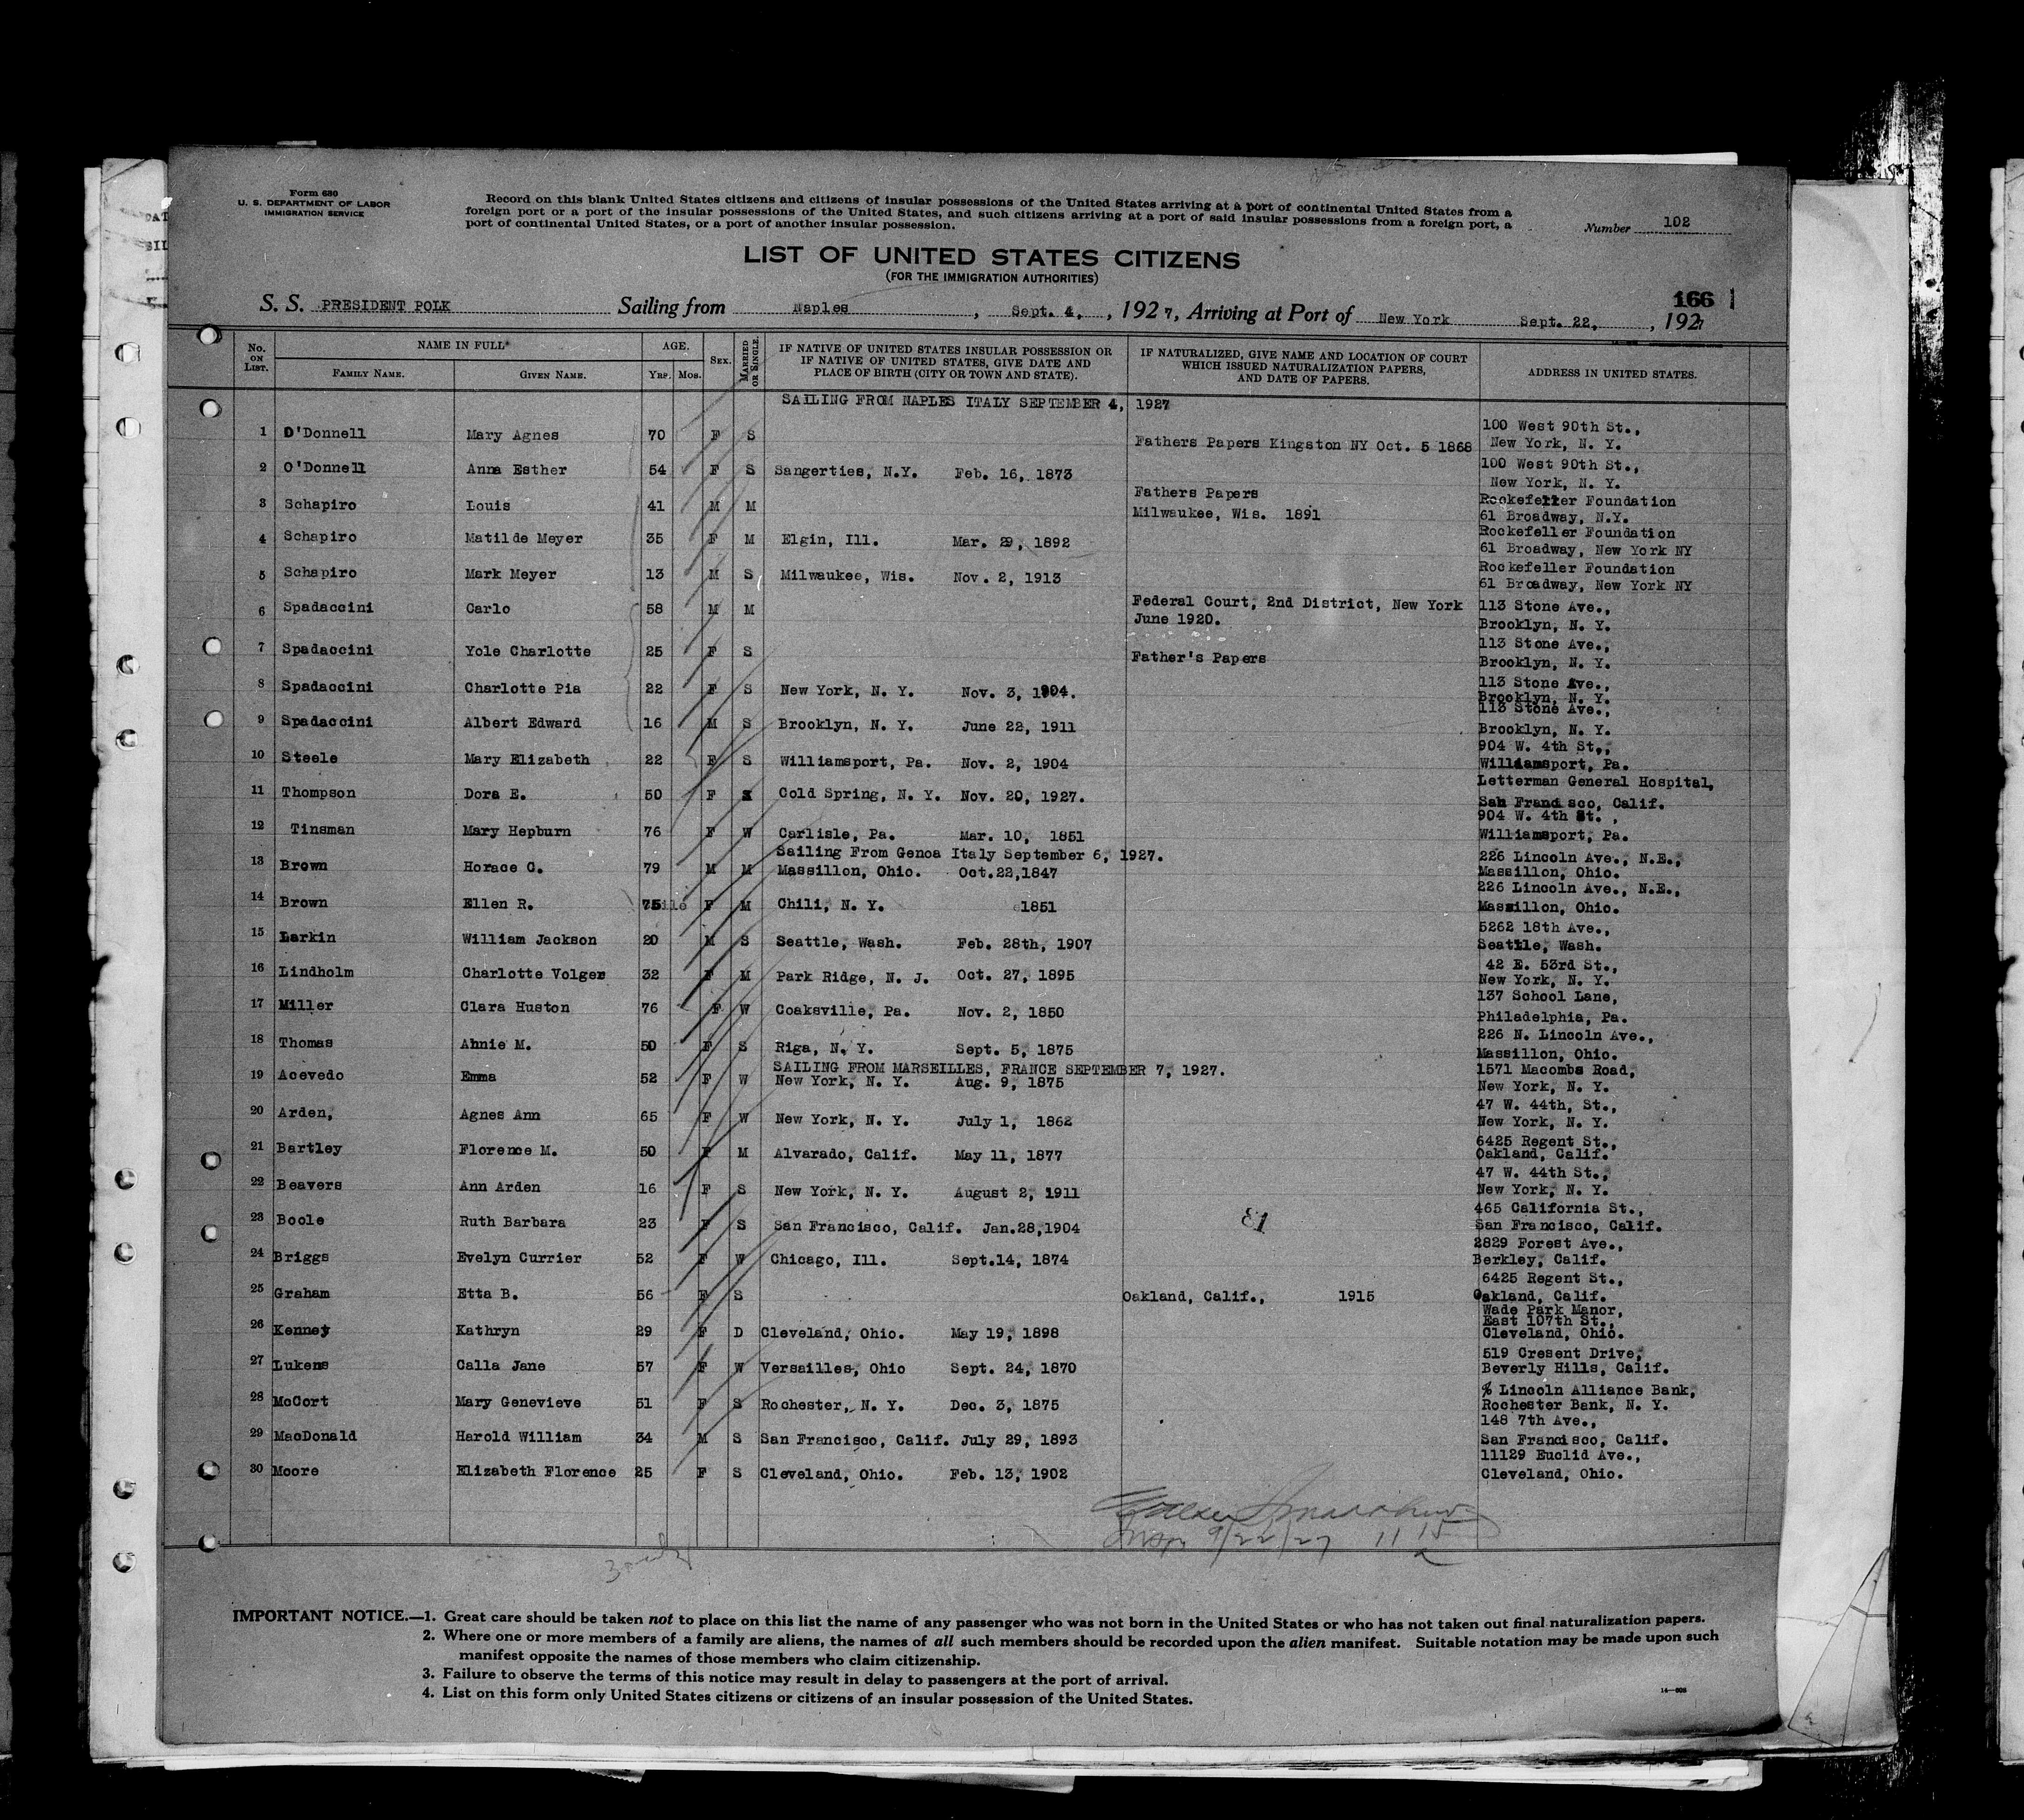 Form 630
U. S. DEPARTMENT OF LABOR
IMMIGRATION SERVICE
Record on this blank United States citizens and citizens of insular possessions of the United States arriving at a port of continental United States from a
foreign port or a port of the insular possessions of the United States, and such citizens arriving at a port of said insular possessions from a foreign port, a
port of continental United States, or a port of another insular possession.
Number 102
LIST OF UNITED STATES CITIZENS
(FOR THE IMMIGRATION AUTHORITIES)
166
S. S. PRESIDENT POLK Sailing from Naples, Sept. 4, , 1927, Arriving at Port of New York Sept. 22, , 1927
No. ON LIST. NAME IN FULL* AGE. SEX. MARRIED OR SINGLE. IF NATIVE OF UNITED STATES INSULAR POSSESSION OR IF NATIVE OF UNITED STATES, GIVE DATE AND PLACE OF BIRTH (CITY OR TOWN AND STATE). IF NATURALIZED, GIVE NAME AND LOCATION OF COURT WHICH ISSUED NATURALIZATION PAPERS, AND DATE OF PAPERS. ADDRESS IN UNITED STATES.
FAMILY NAME. GIVEN NAME. YRS. MOS.
SAILING FROM NAPLES ITALY SEPTEMBER 4, 1927
1 O'Donnell Mary Agnes 70 F S Fathers Papers Kingston NY Oct. 5 1868 100 West 90th St., New York, N. Y.
2 O'Donnell Anna Esther 54 F S Sangerties, N.Y. Feb. 16, 1873 100 West 90th St., New York, N. Y.
3 Schapiro Louis 41 M M Fathers Papers Milwaukee, Wis. 1891 Rockefeller Foundation 61 Broadway, N.Y.
4 Schapiro Matilde Meyer 35 F M Elgin, Ill. Mar. 29, 1892 Rockefeller Foundation 61 Broadway, New York NY
5 Schapiro Mark Meyer 13 M S Milwaukee, Wis. Nov. 2, 1913 Rockefeller Foundation 61 Broadway, New York NY
6 Spadaccini Carlo 58 M M Federal Court, 2nd District, New York June 1920. 113 Stone Ave., Brooklyn, N. Y.
7 Spadaccini Yole Charlotte 25 F S Father's Papers 113 Stone Ave., Brooklyn, N. Y.
8 Spadaccini Charlotte Pia 22 F S New York, N. Y. Nov. 3, 1904. 113 Stone Ave., Brooklyn, N. Y.
9 Spadaccini Albert Edward 16 M S Brooklyn, N. Y. June 22, 1911 113 Stone Ave., Brooklyn, N. Y.
10 Steele Mary Elizabeth 22 F S Williamsport, Pa. Nov. 2, 1904 904 W. 4th St., Williamsport, Pa.
11 Thompson Dora E. 50 F Cold Spring, N. Y. Nov. 20, 1927. Letterman General Hospital, San Francisco, Calif.
12 Tinsman Mary Hepburn 76 F W Carlisle, Pa. Mar. 10, 1851 904 W. 4th St., Williamsport, Pa.
Sailing From Genoa Italy September 6, 1927.
13 Brown Horace C. 79 M M Massillon, Ohio. Oct.22,1847 226 Lincoln Ave., N.E., Massillon, Ohio.
14 Brown Ellen R. 75 F M Chili, N. Y. 1851 226 Lincoln Ave., N.E., Massillon, Ohio.
15 Larkin William Jackson 20 M S Seattle, Wash. Feb. 28th, 1907 5262 18th Ave., Seattle, Wash.
16 Lindholm Charlotte Volger 32 F M Park Ridge, N. J. Oct. 27, 1895 42 E. 53rd St., New York, N. Y.
17 Miller Clara Huston 76 F W Coaksville, Pa. Nov. 2, 1850 137 School Lane, Philadelphia, Pa.
18 Thomas Annie M. 50 F S Riga, N. Y. Sept. 5, 1875 226 N. Lincoln Ave., Massillon, Ohio.
SAILING FROM MARSEILLES, FRANCE SEPTEMBER 7, 1927.
19 Acevedo Emma 52 F W New York, N. Y. Aug. 9, 1875 1571 Macombs Road, New York, N. Y.
20 Arden, Agnes Ann 65 F W New York, N. Y. July 1, 1862 47 W. 44th, St., New York, N. Y.
21 Bartley Florence M. 50 F M Alvarado, Calif. May 11, 1877 6425 Regent St., Oakland, Calif.
22 Beavers Ann Arden 16 F S New York, N. Y. August 2, 1911 47 W. 44th St., New York, N. Y.
23 Boole Ruth Barbara 23 F S San Francisco, Calif. Jan.28,1904 465 California St., San Francisco, Calif.
24 Briggs Evelyn Currier 52 F W Chicago, Ill. Sept.14, 1874 2829 Forest Ave., Berkley, Calif.
25 Graham Etta B. 56 F S Oakland, Calif., 1915 6425 Regent St., Oakland, Calif.
26 Kenney Kathryn 29 F D Cleveland, Ohio. May 19, 1898 Wade Park Manor, East 107th St., Cleveland, Ohio.
27 Lukens Calla Jane 57 F W Versailles, Ohio Sept. 24, 1870 519 Cresent Drive, Beverly Hills, Calif.
28 McCort Mary Genevieve 51 F S Rochester, N. Y. Dec. 3, 1875 % Lincoln Alliance Bank, Rochester Bank, N. Y.
29 MacDonald Harold William 34 M S San Francisco, Calif. July 29, 1893 148 7th Ave., San Francisco, Calif.
30 Moore Elizabeth Florence 25 F S Cleveland, Ohio. Feb. 13, 1902 11129 Euclid Ave., Cleveland, Ohio.
9/22/27 11 15
IMPORTANT NOTICE.—1. Great care should be taken not to place on this list the name of any passenger who was not born in the United States or who has not taken out final naturalization papers.
2. Where one or more members of a family are aliens, the names of all such members should be recorded upon the alien manifest. Suitable notation may be made upon such
manifest opposite the names of those members who claim citizenship.
3. Failure to observe the terms of this notice may result in delay to passengers at the port of arrival.
4. List on this form only United States citizens or citizens of an insular possession of the United States.